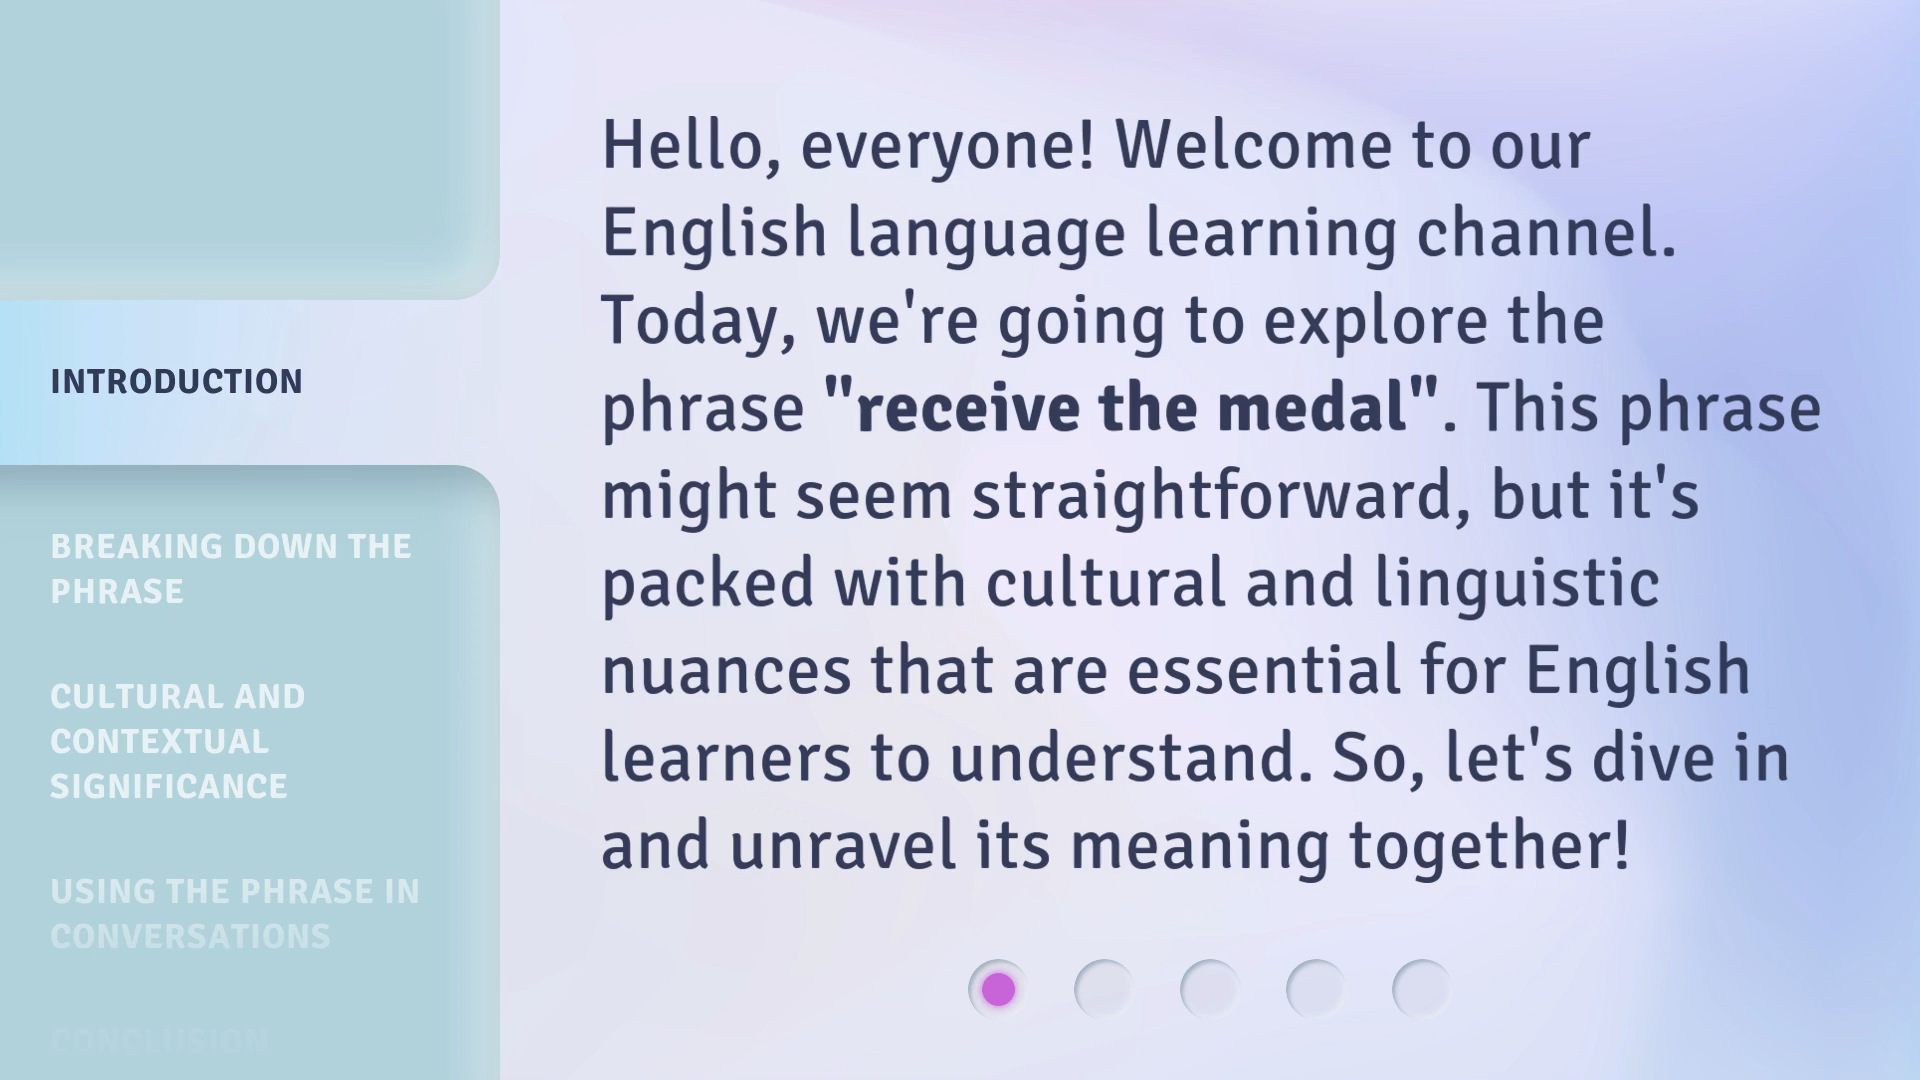 INTRODUCTION
BREAKING DOWN THE
PHRASE
CULTURAL AND
CONTEXTUAL
SIGNIFICANCE
USING THE PHRASE IN
CONVERSATIONS
CONCLUSION
Hello, everyone! Welcome to our
English language learning channel.
Today, we're going to explore the
phrase "receive the medal". This phrase
might seem straightforward, but it's
packed with cultural and linguistic
nuances that are essential for English
learners to understand. So, let's dive in
and unravel its meaning together!